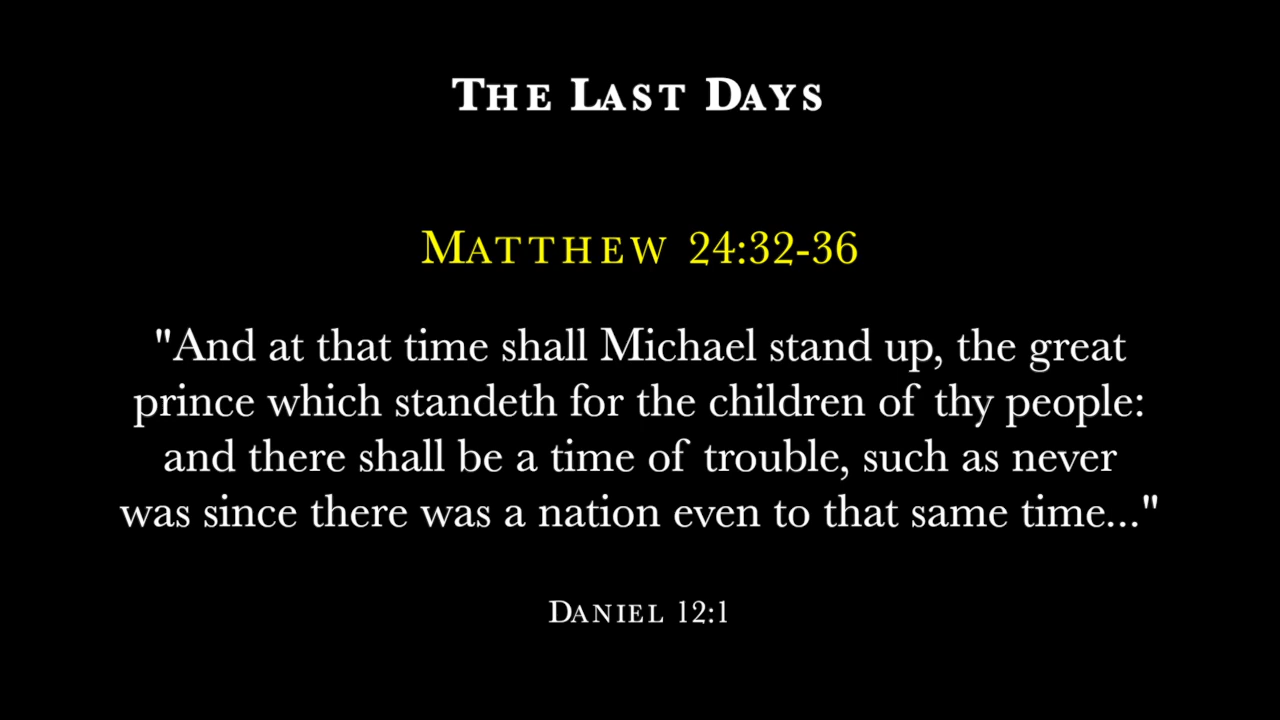 The Last Days
Matthew 24:32-36
"And at that time shall Michael stand up, the great
prince which standeth for the children of thy people:
and there shall be a time of trouble, such as never
was since there was a nation even to that same time..."
Daniel 12:1